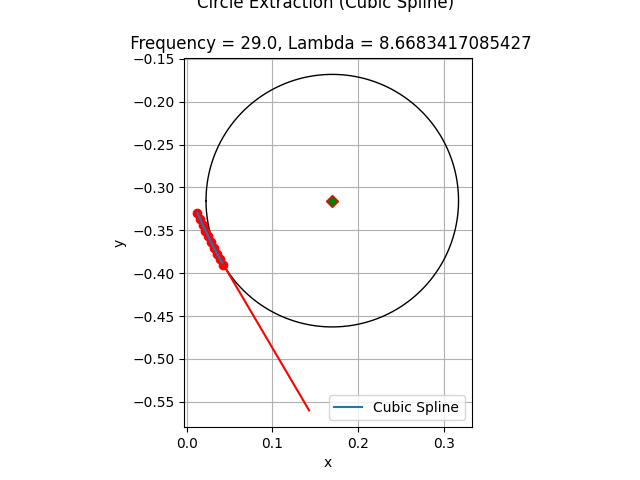 Circle Extraction (Cubic Spline)
Frequency = 29.0, Lambda = 8.6683417085427
−0.15
−0.20
−0.25
−0.30
−0.35
−0.40
−0.45
−0.50
−0.55
y
Cubic Spline
0.0 0.1 0.2 0.3
x